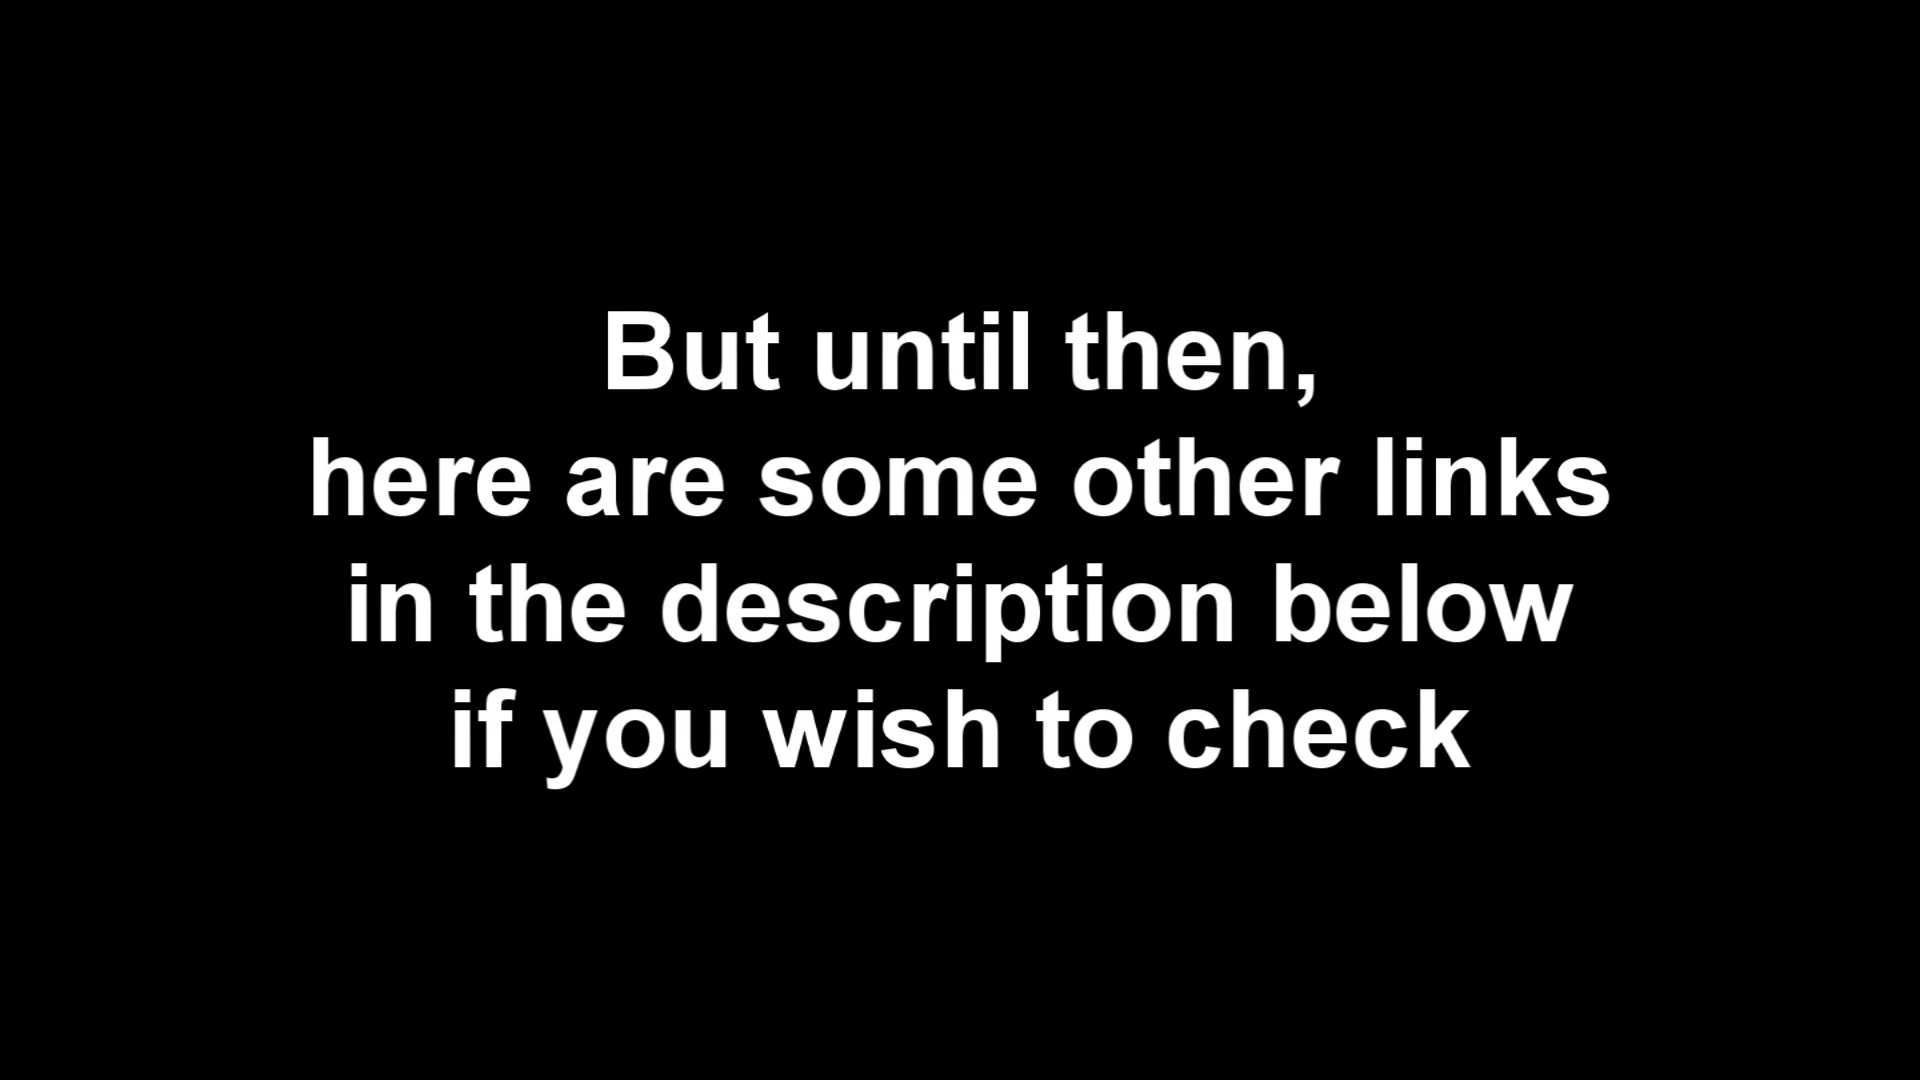 But until then,
here are some other links
in the description below
if you wish to check